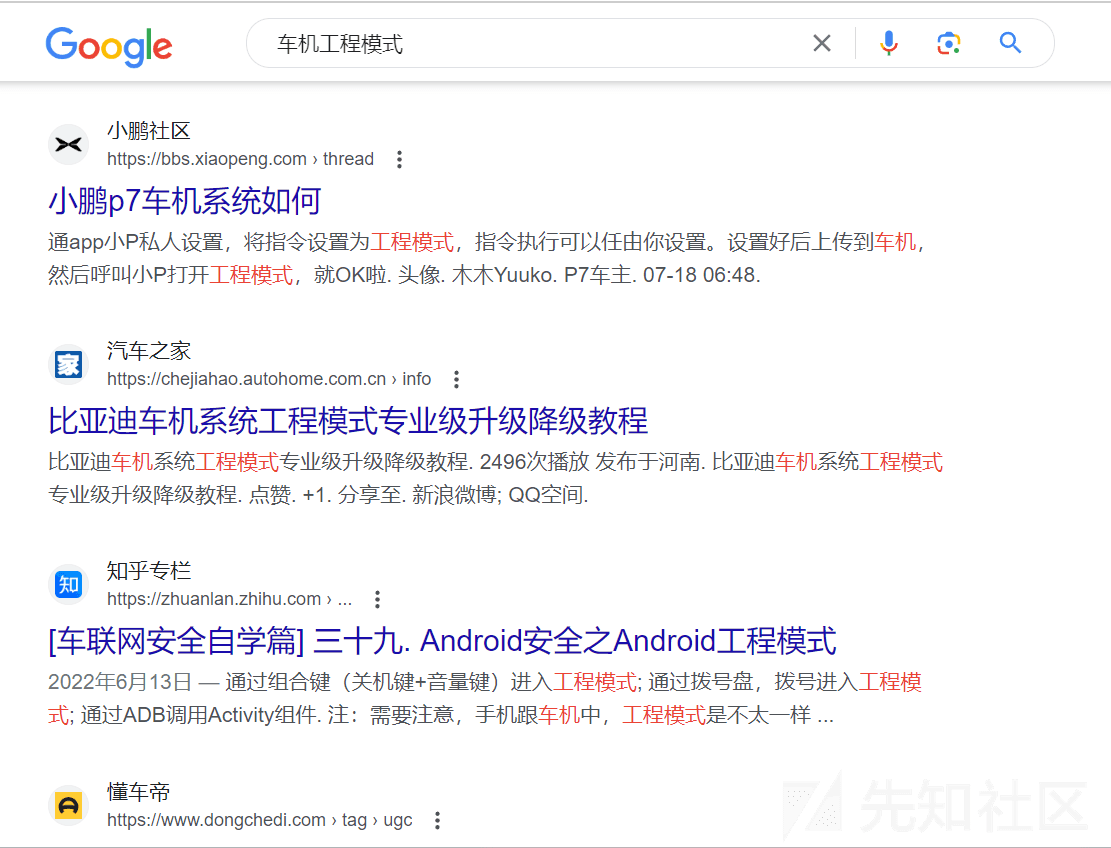 Google
车机工程模式
小鹏社区
https://bbs.xiaopeng.com › thread
小鹏p7车机系统如何
通app小P私人设置，将指令设置为工程模式，指令执行可以任由你设置。设置好后上传到车机，
然后呼叫小P打开工程模式，就OK啦. 头像. 木木Yuuko. P7车主. 07-18 06:48.
家
汽车之家
https://chejiahao.autohome.com.cn › info
比亚迪车机系统工程模式专业级升级降级教程
比亚迪车机系统工程模式专业级升级降级教程. 2496次播放 发布于河南. 比亚迪车机系统工程模式
专业级升级降级教程. 点赞. +1. 分享至. 新浪微博; QQ空间.
知
知乎专栏
https://zhuanlan.zhihu.com › ...
[车联网安全自学篇] 三十九. Android安全之Android工程模式
2022年6月13日 — 通过组合键（关机键+音量键）进入工程模式; 通过拨号盘，拨号进入工程模
式; 通过ADB调用Activity组件. 注：需要注意，手机跟车机中，工程模式是不太一样 ...
懂车帝
https://www.dongchedi.com › tag › ugc
先知社区